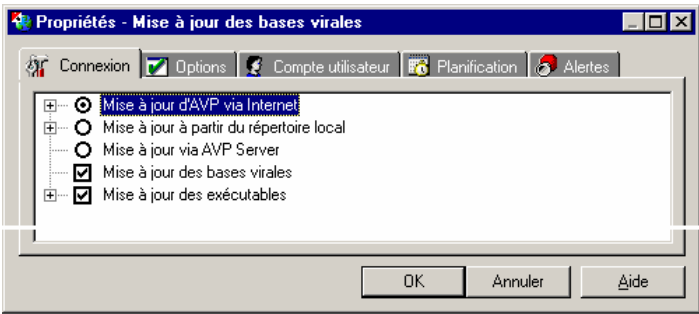 Propriétés - Mise à jour des bases virales
Connexion Options Compte utilisateur Planification Alertes
Mise à jour d'AVP via Internet
Mise à jour à partir du répertoire local
Mise à jour via AVP Server
Mise à jour des bases virales
Mise à jour des exécutables
OK Annuler Aide